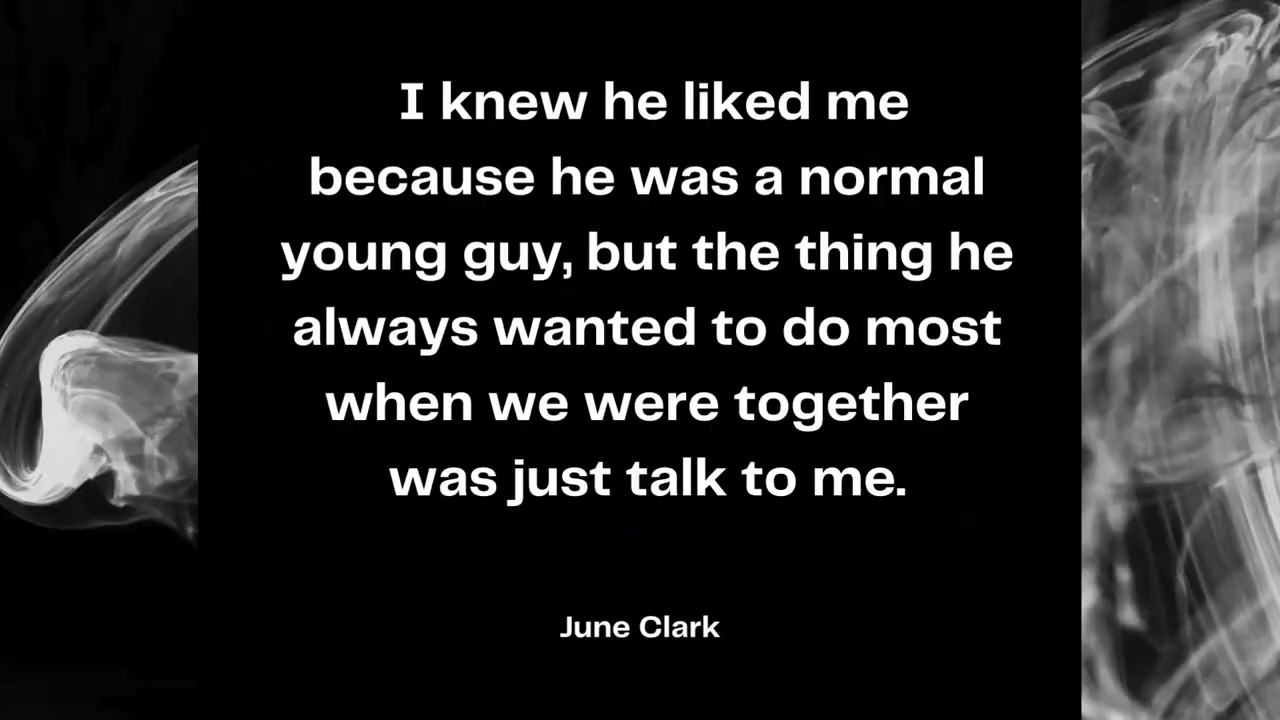 I knew he liked me
because he was a normal
young guy, but the thing he
always wanted to do most
when we were together
was just talk to me.
June Clark